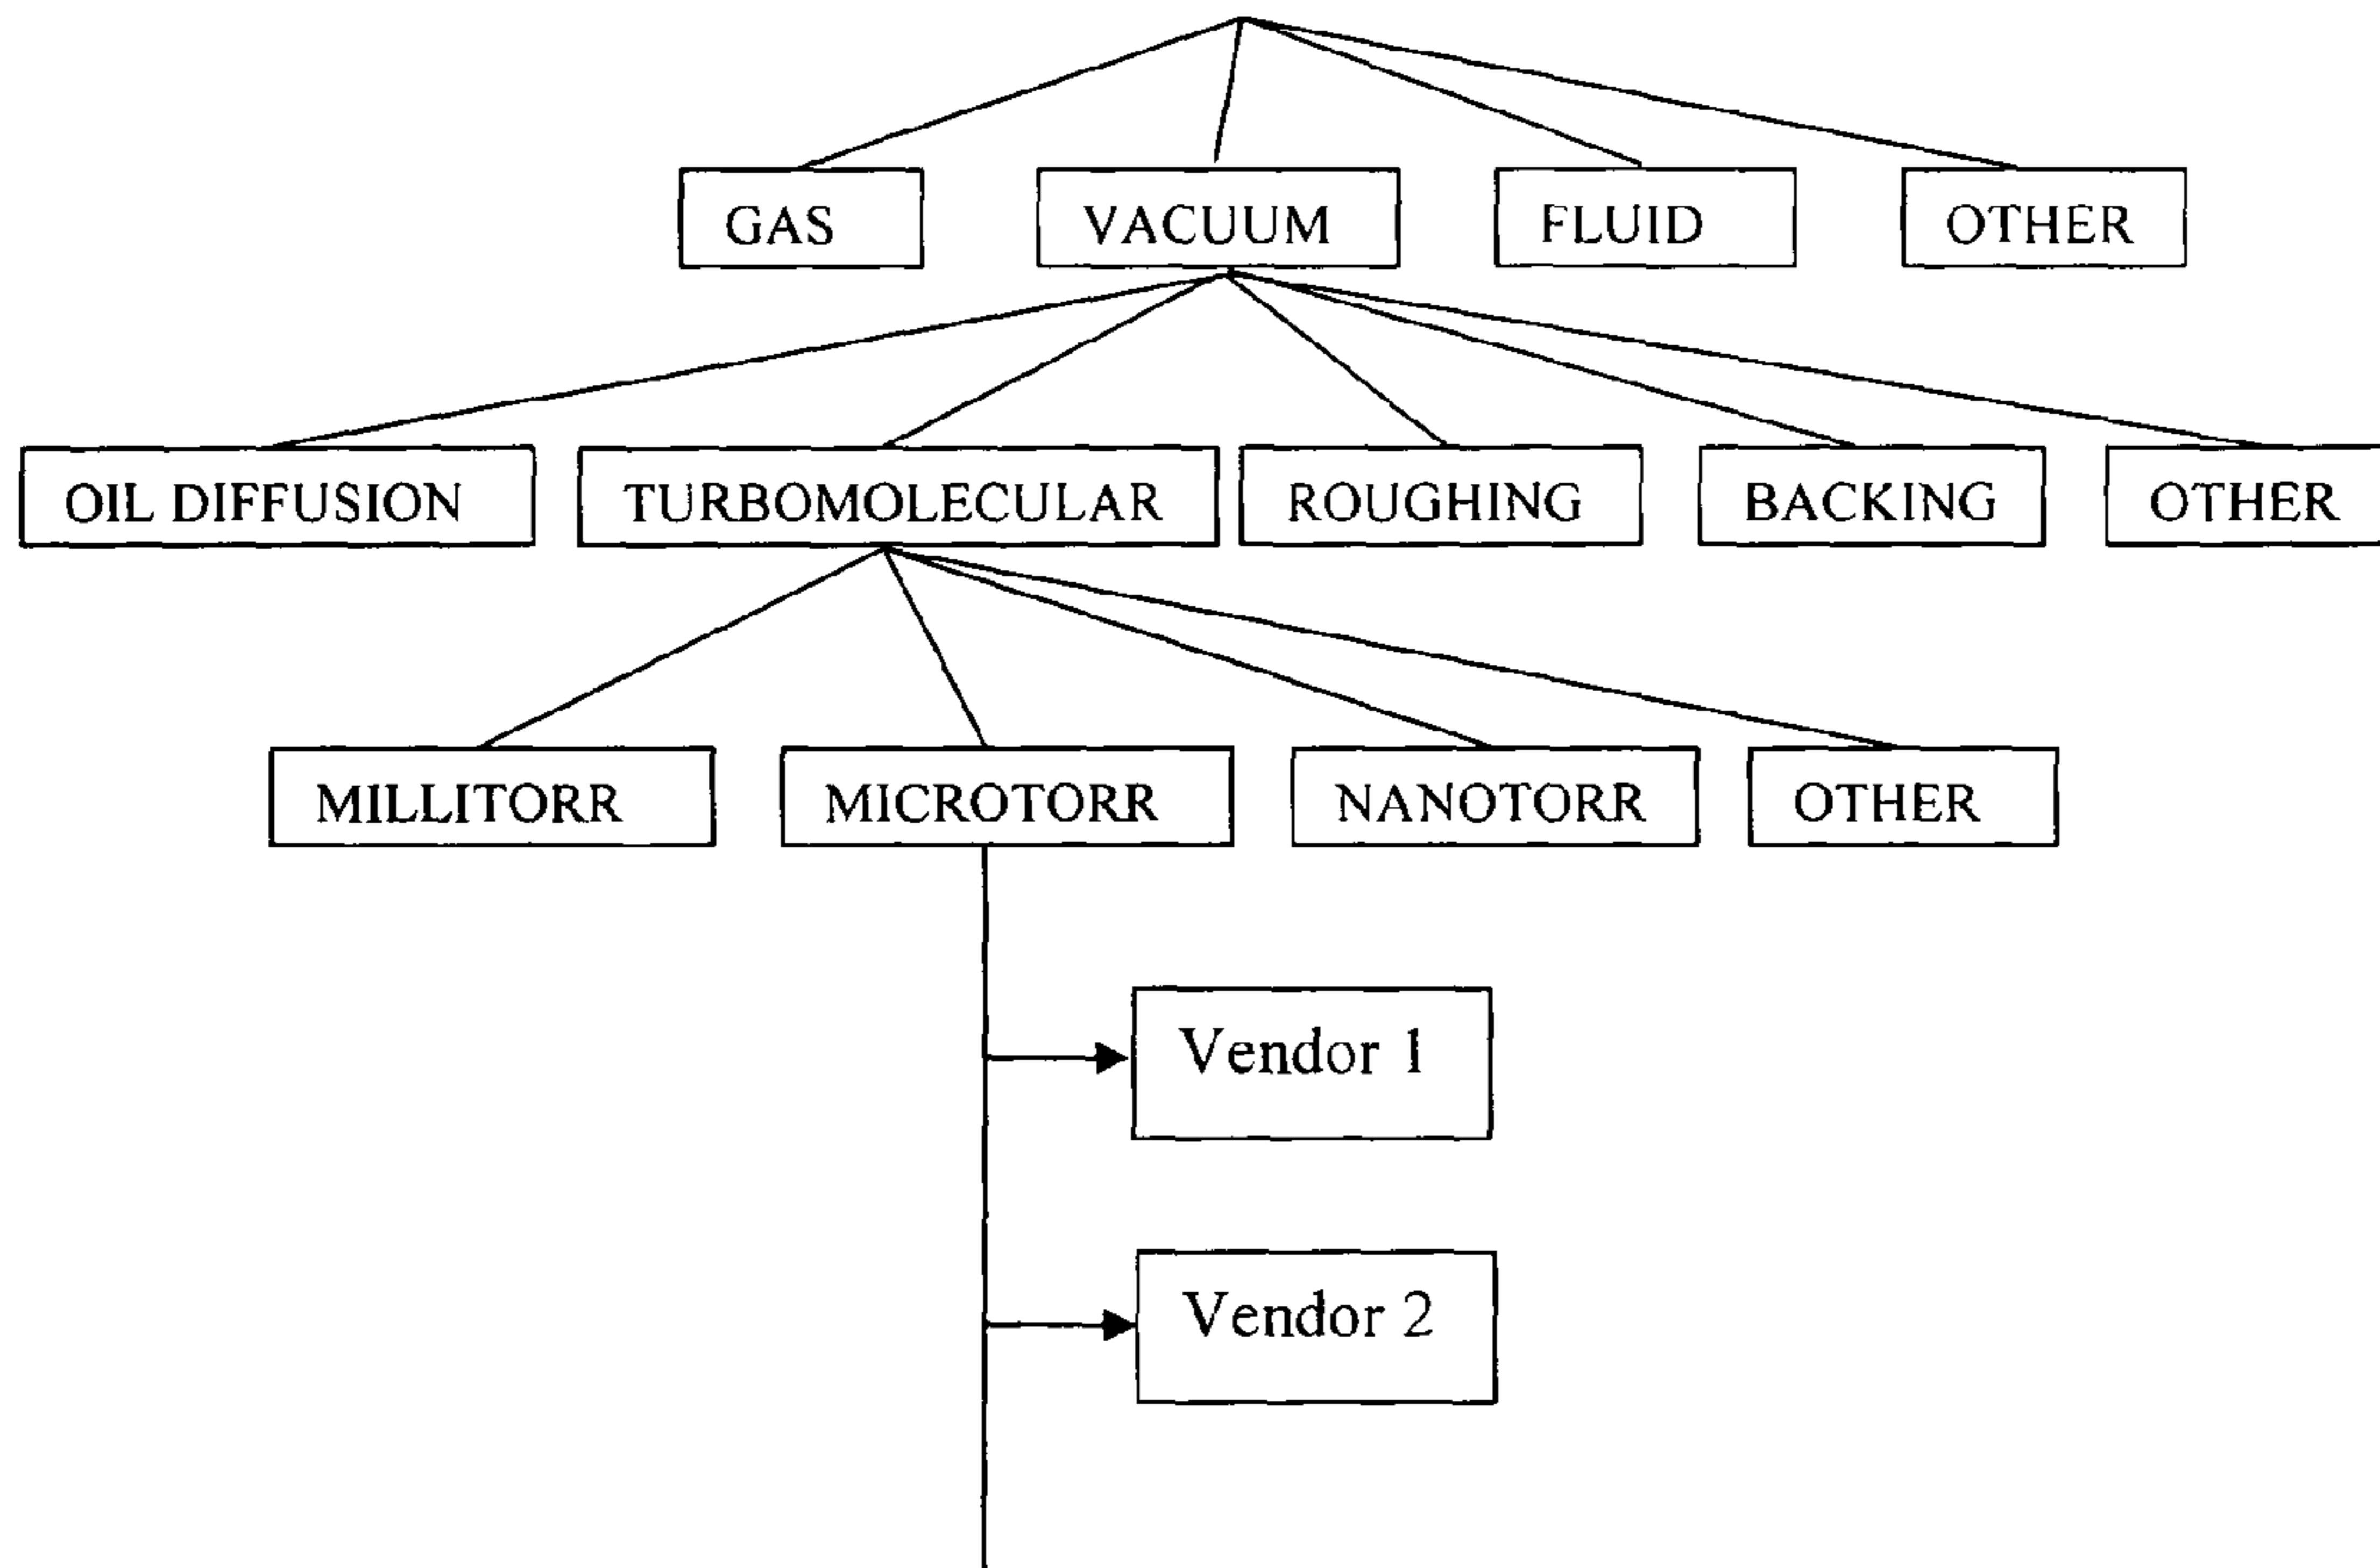 GAS VACUUM FLUID OTHER
OIL DIFFUSION TURBOMOLECULAR ROUGHING BACKING OTHER
MILLITORR MICROTORR NANOTORR OTHER
Vendor 1
Vendor 2